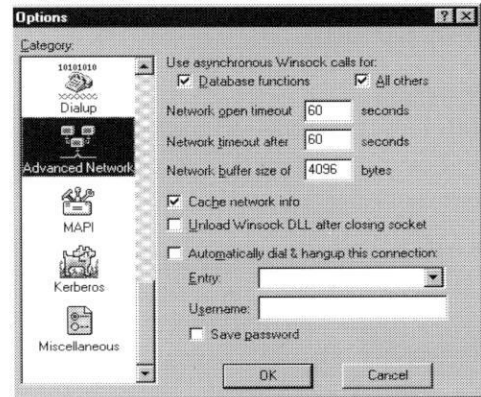 Options
Category:
10101010
Dialup
Advanced Network
MAPI
Kerberos
Miscellaneous
Use asynchronous Winsock calls for:
Database functions
All others
Network open timeout 60 seconds
Network timeout after 60 seconds
Network buffer size of 4096 bytes
Cache network info
Unload Winsock DLL after closing socket
Automatically dial & hangup this connection:
Entry:
Username:
Save password
OK
Cancel